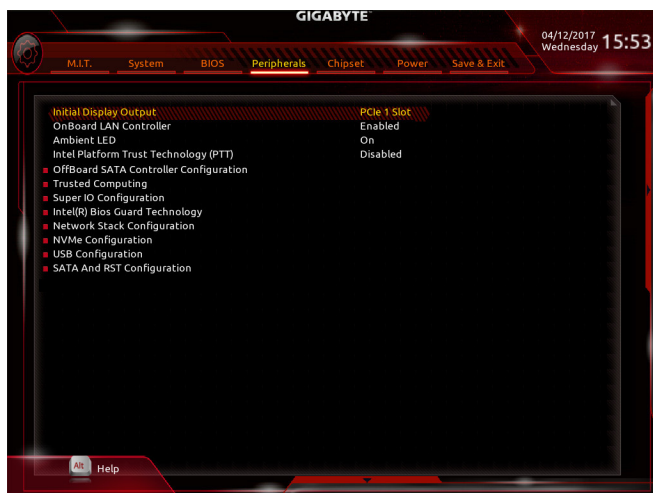 GIGABYTE™
04/12/2017
Wednesday 15:53
M.I.T. System BIOS Peripherals Chipset Power Save & Exit
Initial Display Output PCIe 1 Slot
OnBoard LAN Controller Enabled
Ambient LED On
Intel Platform Trust Technology (PTT) Disabled
OffBoard SATA Controller Configuration
Trusted Computing
Super IO Configuration
Intel(R) Bios Guard Technology
Network Stack Configuration
NVMe Configuration
USB Configuration
SATA And RST Configuration
Alt Help